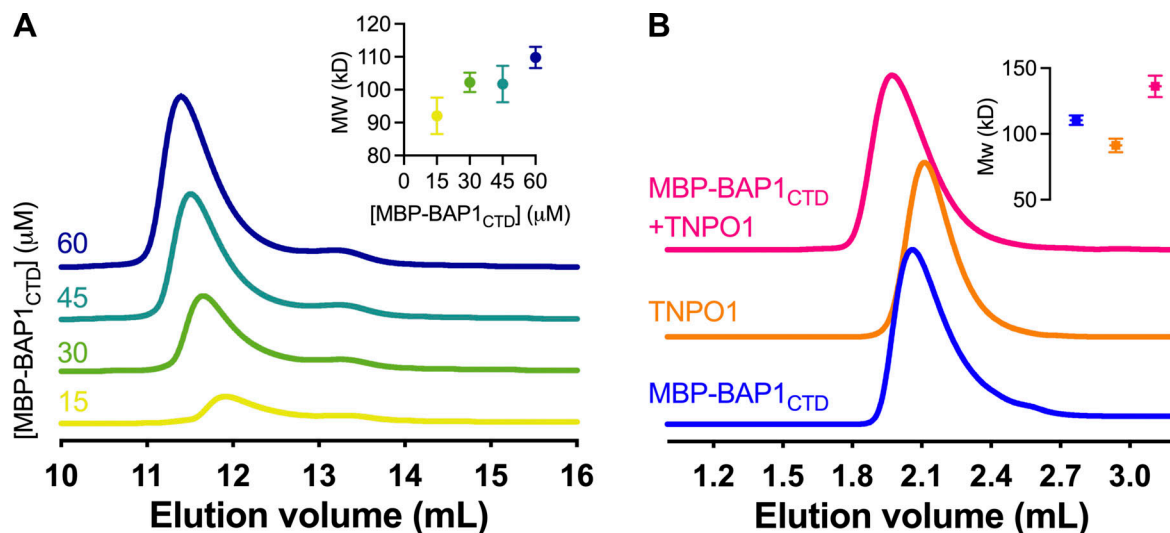 A
[MBP-BAP1CTD] (μM)
60
45
30
15
10 11 12 13 14 15 16
Elution volume (mL)
MW (kD)
120
110
100
90
80
0 15 30 45 60
[MBP-BAP1CTD] (μM)
B
MBP-BAP1CTD
+TNPO1
TNPO1
MBP-BAP1CTD
1.2 1.5 1.8 2.1 2.4 2.7 3.0
Elution volume (mL)
Mw (kD)
150
100
50